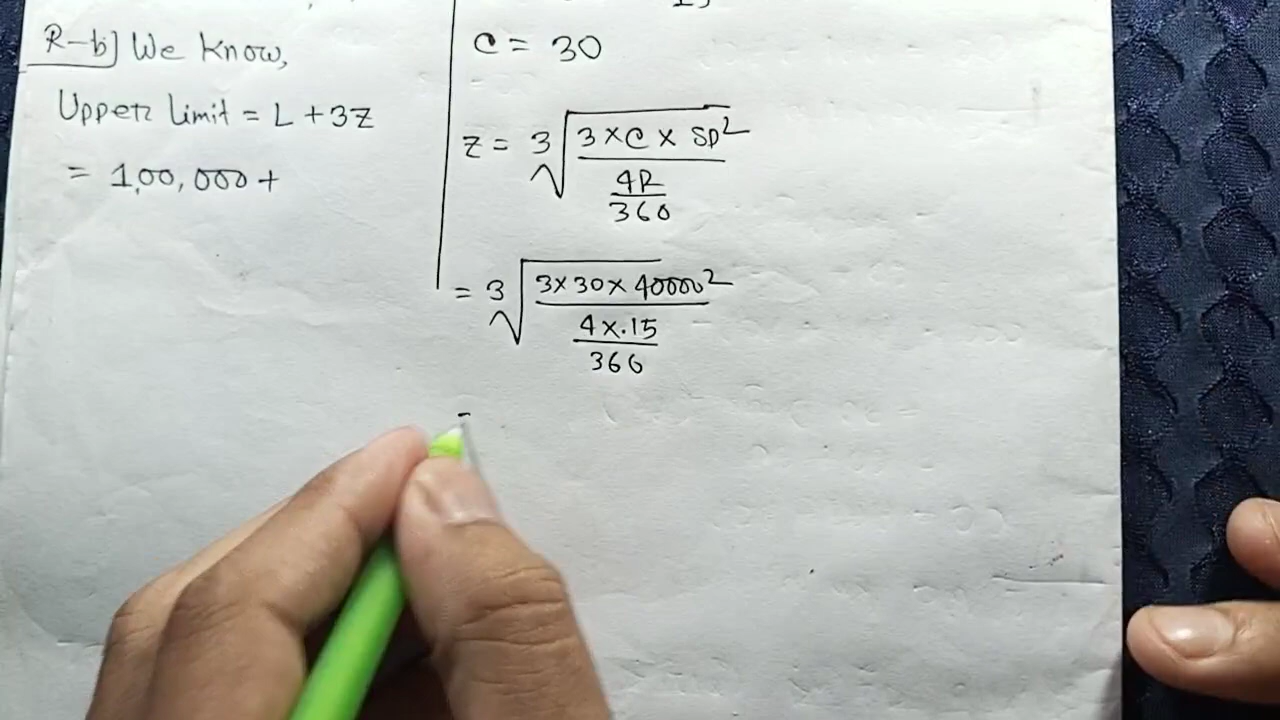 R-b] We Know,
Upper Limit = L + 3Z
= 1,00,000 +
C = 30
Z = 3√ 3 × C × SD²
4R
360
= 3√ 3 × 30 × 40000²
4 × .15
360
=